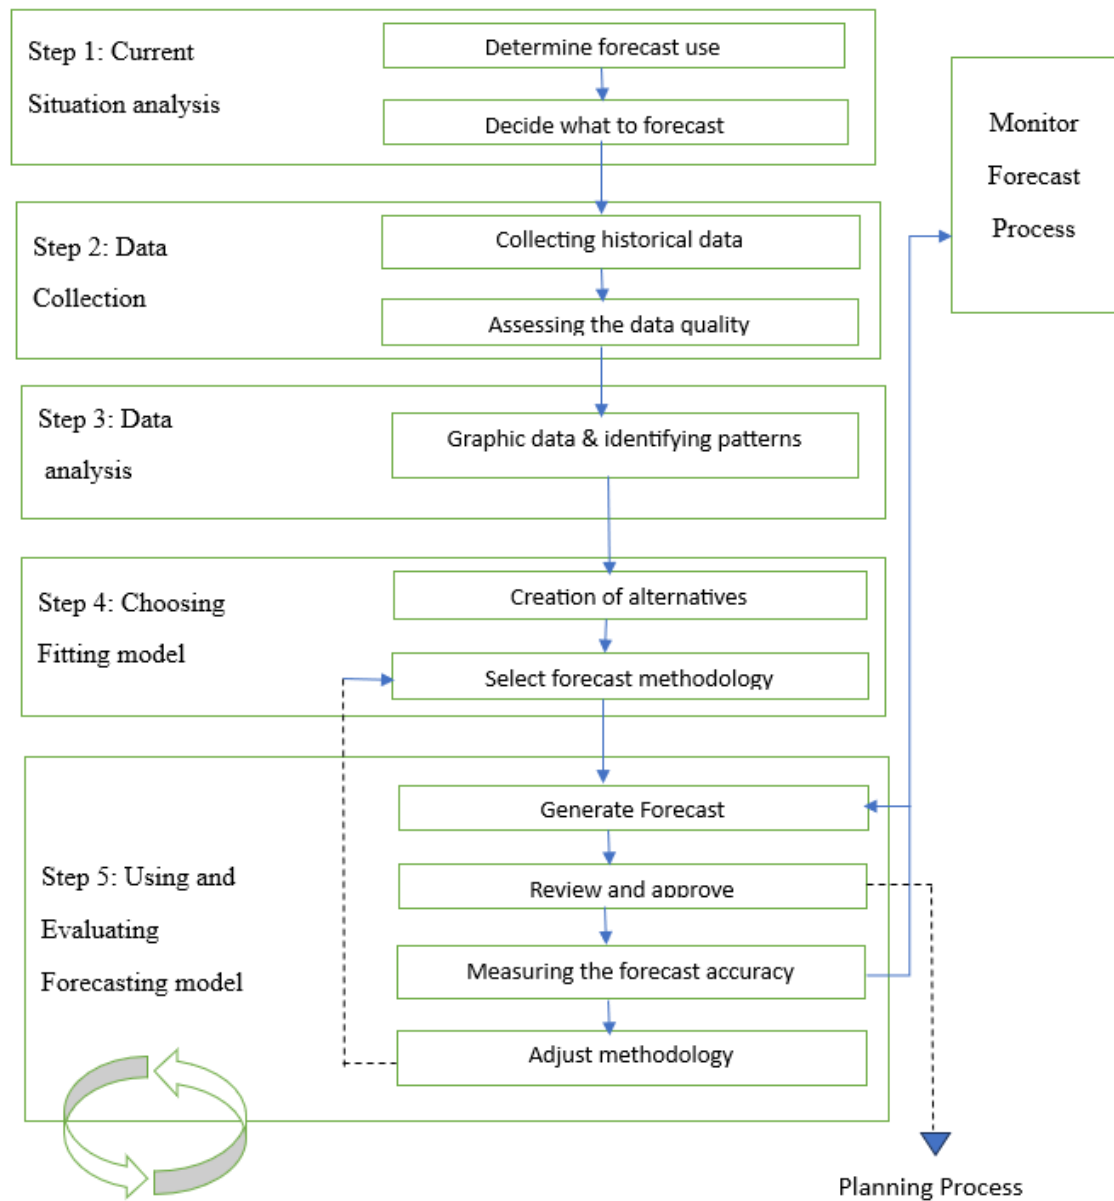 Step 1: Current
Situation analysis
Determine forecast use
Decide what to forecast
Monitor
Forecast
Process
Step 2: Data
Collection
Collecting historical data
Assessing the data quality
Step 3: Data
analysis
Graphic data & identifying patterns
Step 4: Choosing
Fitting model
Creation of alternatives
Select forecast methodology
Step 5: Using and
Evaluating
Forecasting model
Generate Forecast
Review and approve
Measuring the forecast accuracy
Adjust methodology
Planning Process